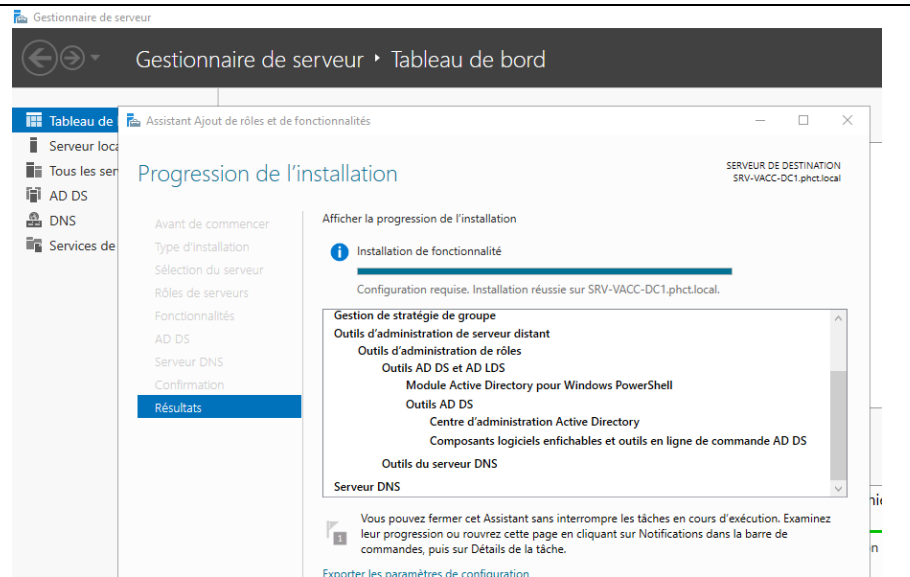 Gestionnaire de serveur
Gestionnaire de serveur • Tableau de bord
Tableau de
Serveur loca
Tous les ser
AD DS
DNS
Services de
Assistant Ajout de rôles et de fonctionnalités
Progression de l'installation
SERVEUR DE DESTINATION
SRV-VACC-DC1.phct.local
Avant de commencer
Type d'installation
Sélection du serveur
Rôles de serveurs
Fonctionnalités
AD DS
Serveur DNS
Confirmation
Résultats
Afficher la progression de l'installation
Installation de fonctionnalité
Configuration requise. Installation réussie sur SRV-VACC-DC1.phct.local.
Gestion de stratégie de groupe
Outils d'administration de serveur distant
Outils d'administration de rôles
Outils AD DS et AD LDS
Module Active Directory pour Windows PowerShell
Outils AD DS
Centre d'administration Active Directory
Composants logiciels enfichables et outils en ligne de commande AD DS
Outils du serveur DNS
Serveur DNS
1
Vous pouvez fermer cet Assistant sans interrompre les tâches en cours d'exécution. Examinez
leur progression ou rouvrez cette page en cliquant sur Notifications dans la barre de
commandes, puis sur Détails de la tâche.
Exporter les paramètres de configuration